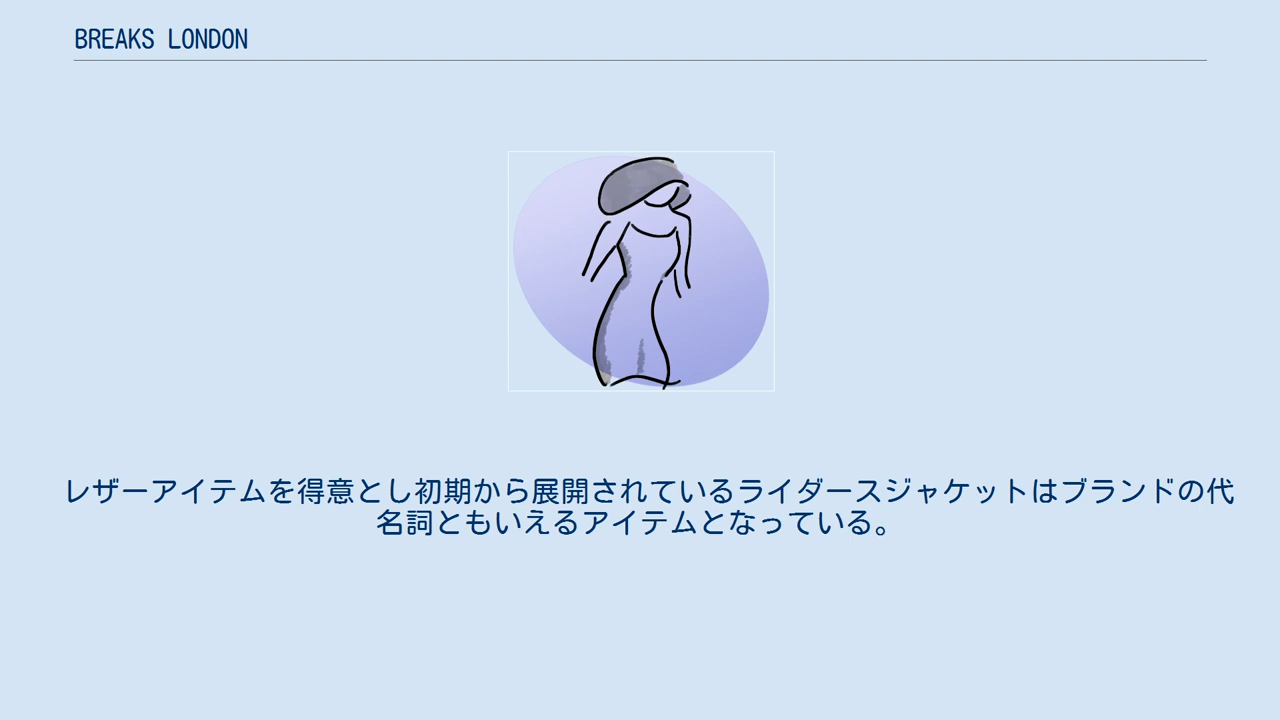 BREAKS LONDON
レザーアイテムを得意とし初期から展開されているライダースジャケットはブランドの代
名詞ともいえるアイテムとなっている。